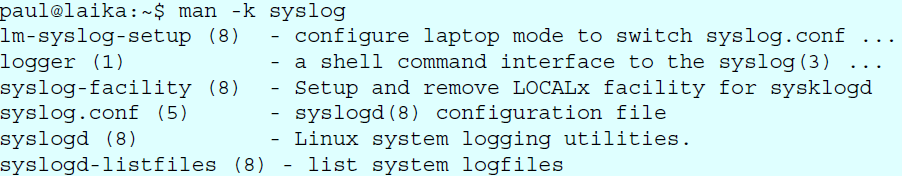 paul@laika:~$ man -k syslog
lm-syslog-setup (8)  - configure laptop mode to switch syslog.conf ...
logger (1)           - a shell command interface to the syslog(3) ...
syslog-facility (8)  - Setup and remove LOCALx facility for sysklogd
syslog.conf (5)      - syslogd(8) configuration file
syslogd (8)          - Linux system logging utilities.
syslogd-listfiles (8) - list system logfiles